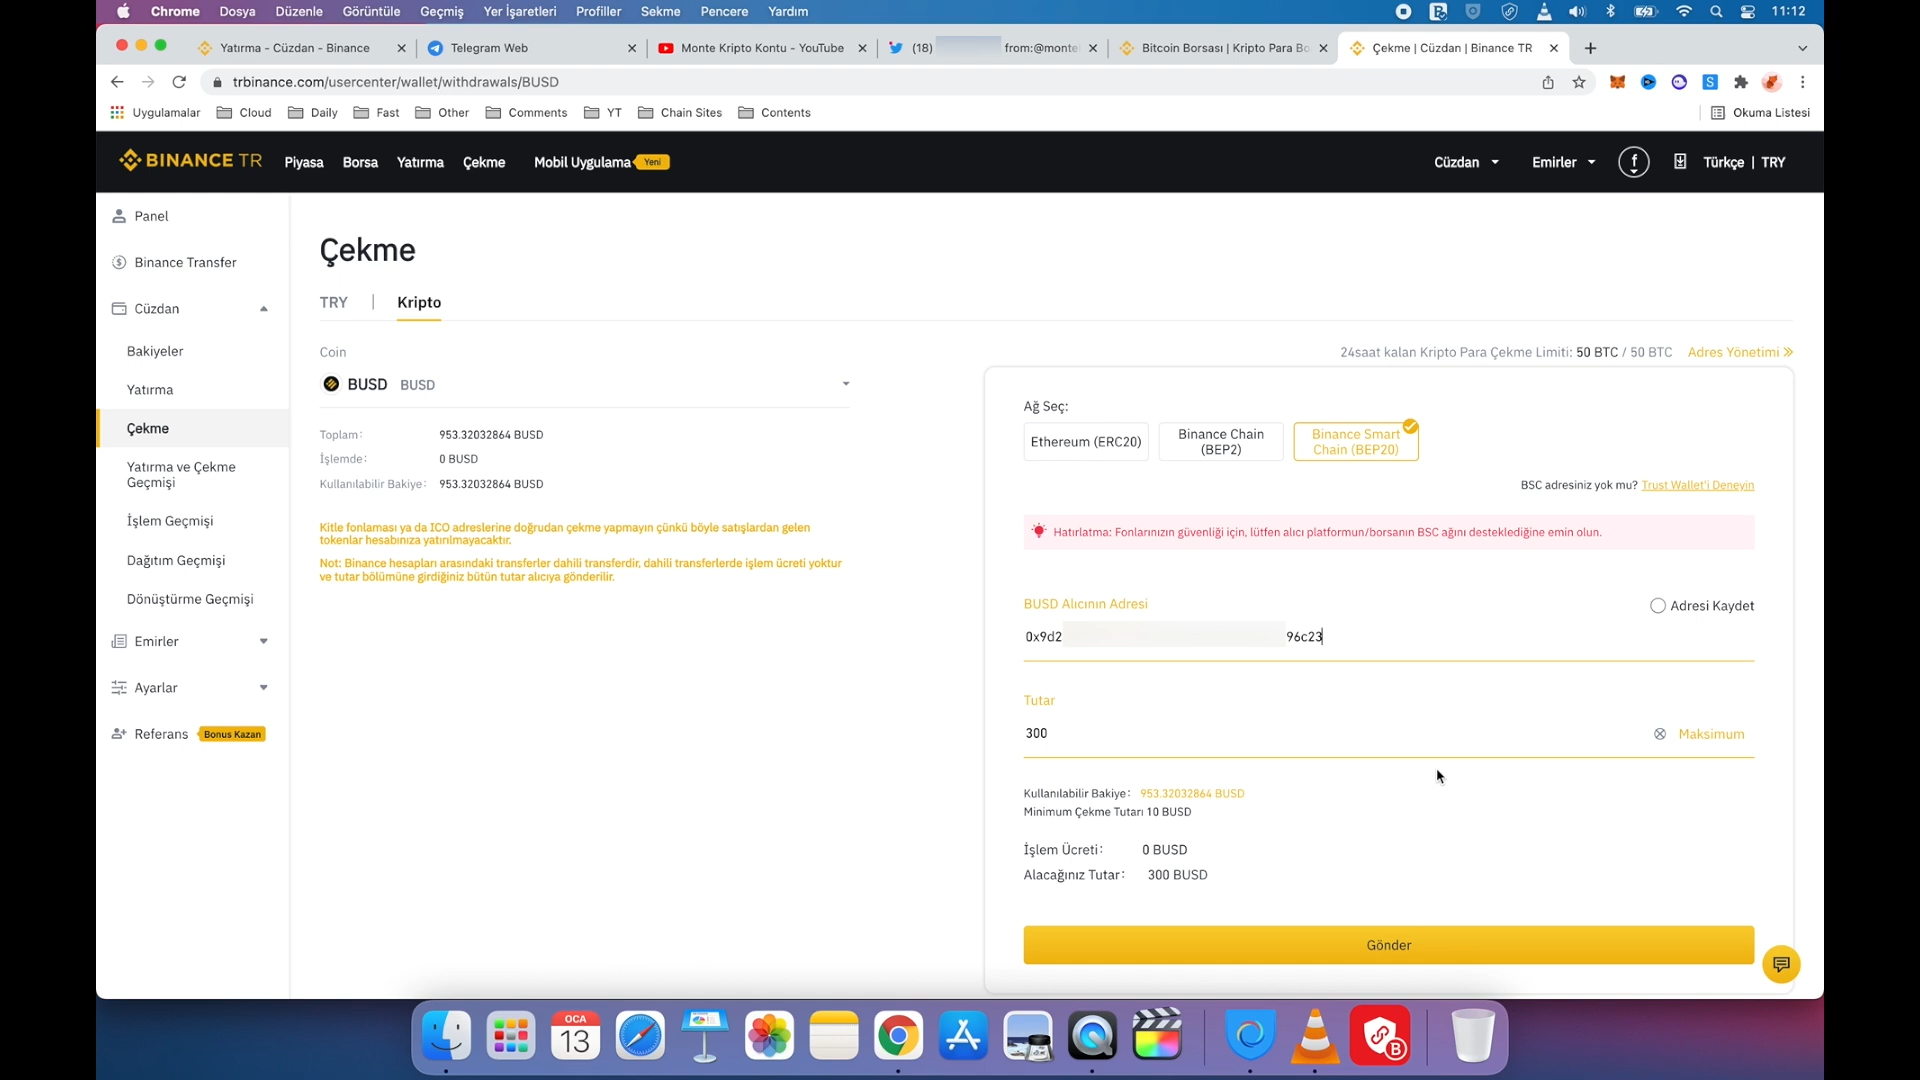 Chrome Dosya Düzenle Görüntüle Geçmiş Yer İşaretleri Profiller Sekme Pencere Yardım 11:12
Yatırma - Cüzdan - Binance
Telegram Web
Monte Kripto Kontu - YouTube
(18) from:@monte
Bitcoin Borsası | Kripto Para Bo
Çekme | Cüzdan | Binance TR
trbinance.com/usercenter/wallet/withdrawals/BUSD
Uygulamalar Cloud Daily Fast Other Comments YT Chain Sites Contents Okuma Listesi
BINANCE TR Piyasa Borsa Yatırma Çekme Mobil Uygulama Yeni Cüzdan Emirler Türkçe | TRY
Panel
Binance Transfer
Cüzdan
Bakiyeler
Yatırma
Çekme
Yatırma ve Çekme
Geçmişi
İşlem Geçmişi
Dağıtım Geçmişi
Dönüştürme Geçmişi
Emirler
Ayarlar
Referans Bonus Kazan
Çekme
TRY | Kripto
Coin
BUSD BUSD
Toplam: 953.32032864 BUSD
İşlemde: 0 BUSD
Kullanılabilir Bakiye: 953.32032864 BUSD
Kitle fonlaması ya da ICO adreslerine doğrudan çekme yapmayın çünkü böyle satışlardan gelen
tokenlar hesabınıza yatırılmayacaktır.
Not: Binance hesapları arasındaki transferler dahili transferdir, dahili transferlerde işlem ücreti yoktur
ve tutar bölümüne girdiğiniz bütün tutar alıcıya gönderilir.
24saat kalan Kripto Para Çekme Limiti: 50 BTC / 50 BTC Adres Yönetimi
Ağ Seç:
Ethereum (ERC20)
Binance Chain
(BEP2)
Binance Smart
Chain (BEP20)
BSC adresiniz yok mu? Trust Wallet'i Deneyin
Hatırlatma: Fonlarınızın güvenliği için, lütfen alıcı platformun/borsanın BSC ağını desteklediğine emin olun.
BUSD Alıcının Adresi Adresi Kaydet
0x9d2 96c23
Tutar
300 Maksimum
Kullanılabilir Bakiye: 953.32032864 BUSD
Minimum Çekme Tutarı 10 BUSD
İşlem Ücreti: 0 BUSD
Alacağınız Tutar: 300 BUSD
Gönder
OCA
13